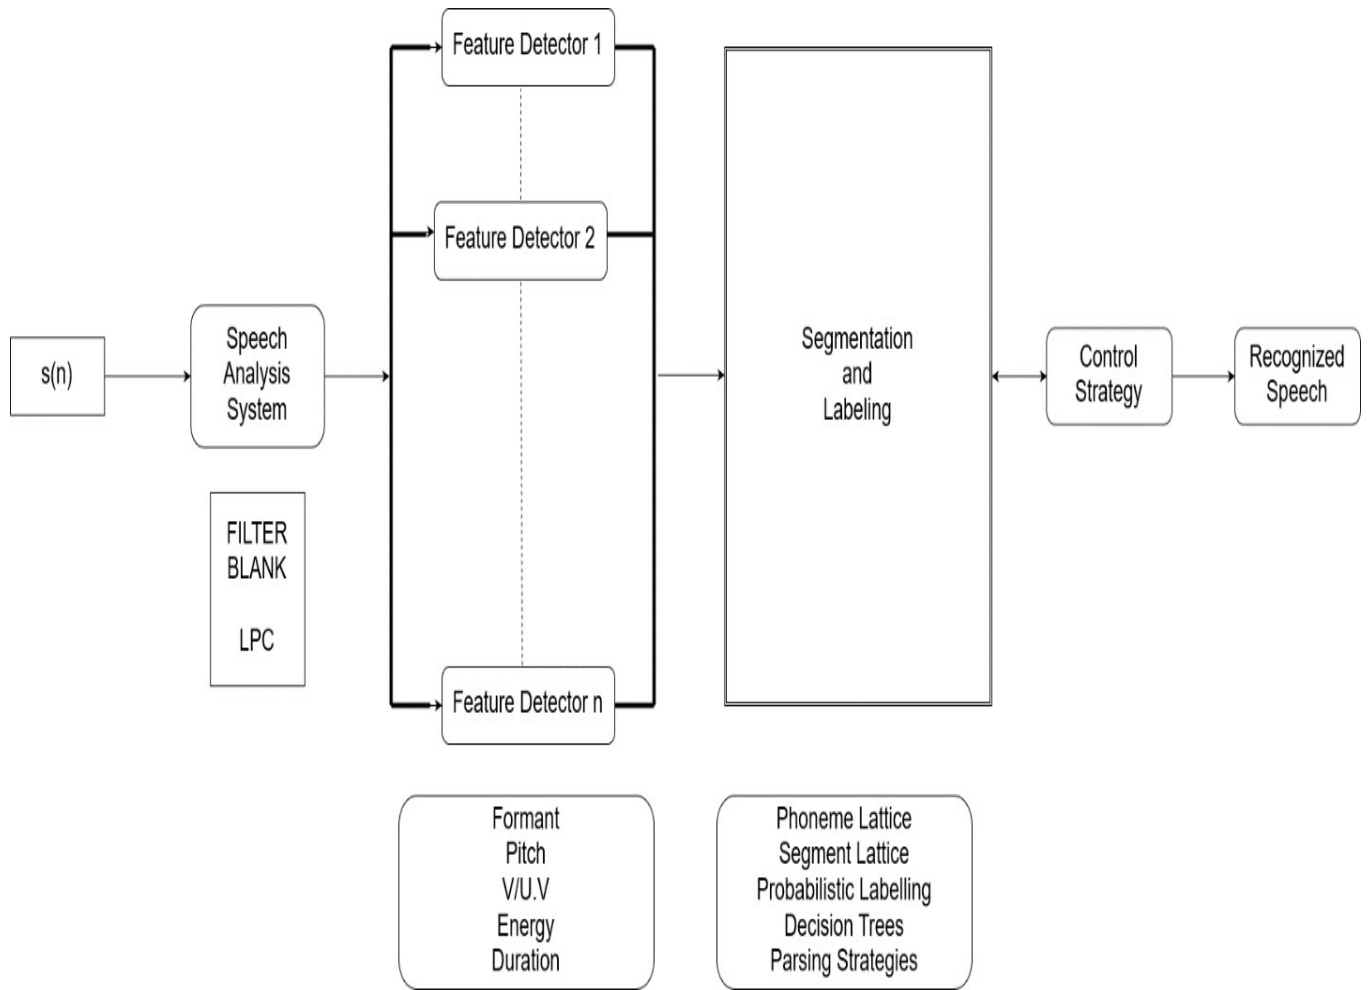 Feature Detector 1
Feature Detector 2
s(n)
Speech
Analysis
System
Segmentation
and
Labeling
Control
Strategy
Recognized
Speech
FILTER
BLANK
LPC
Feature Detector n
Formant
Pitch
V/U.V
Energy
Duration
Phoneme Lattice
Segment Lattice
Probabilistic Labelling
Decision Trees
Parsing Strategies